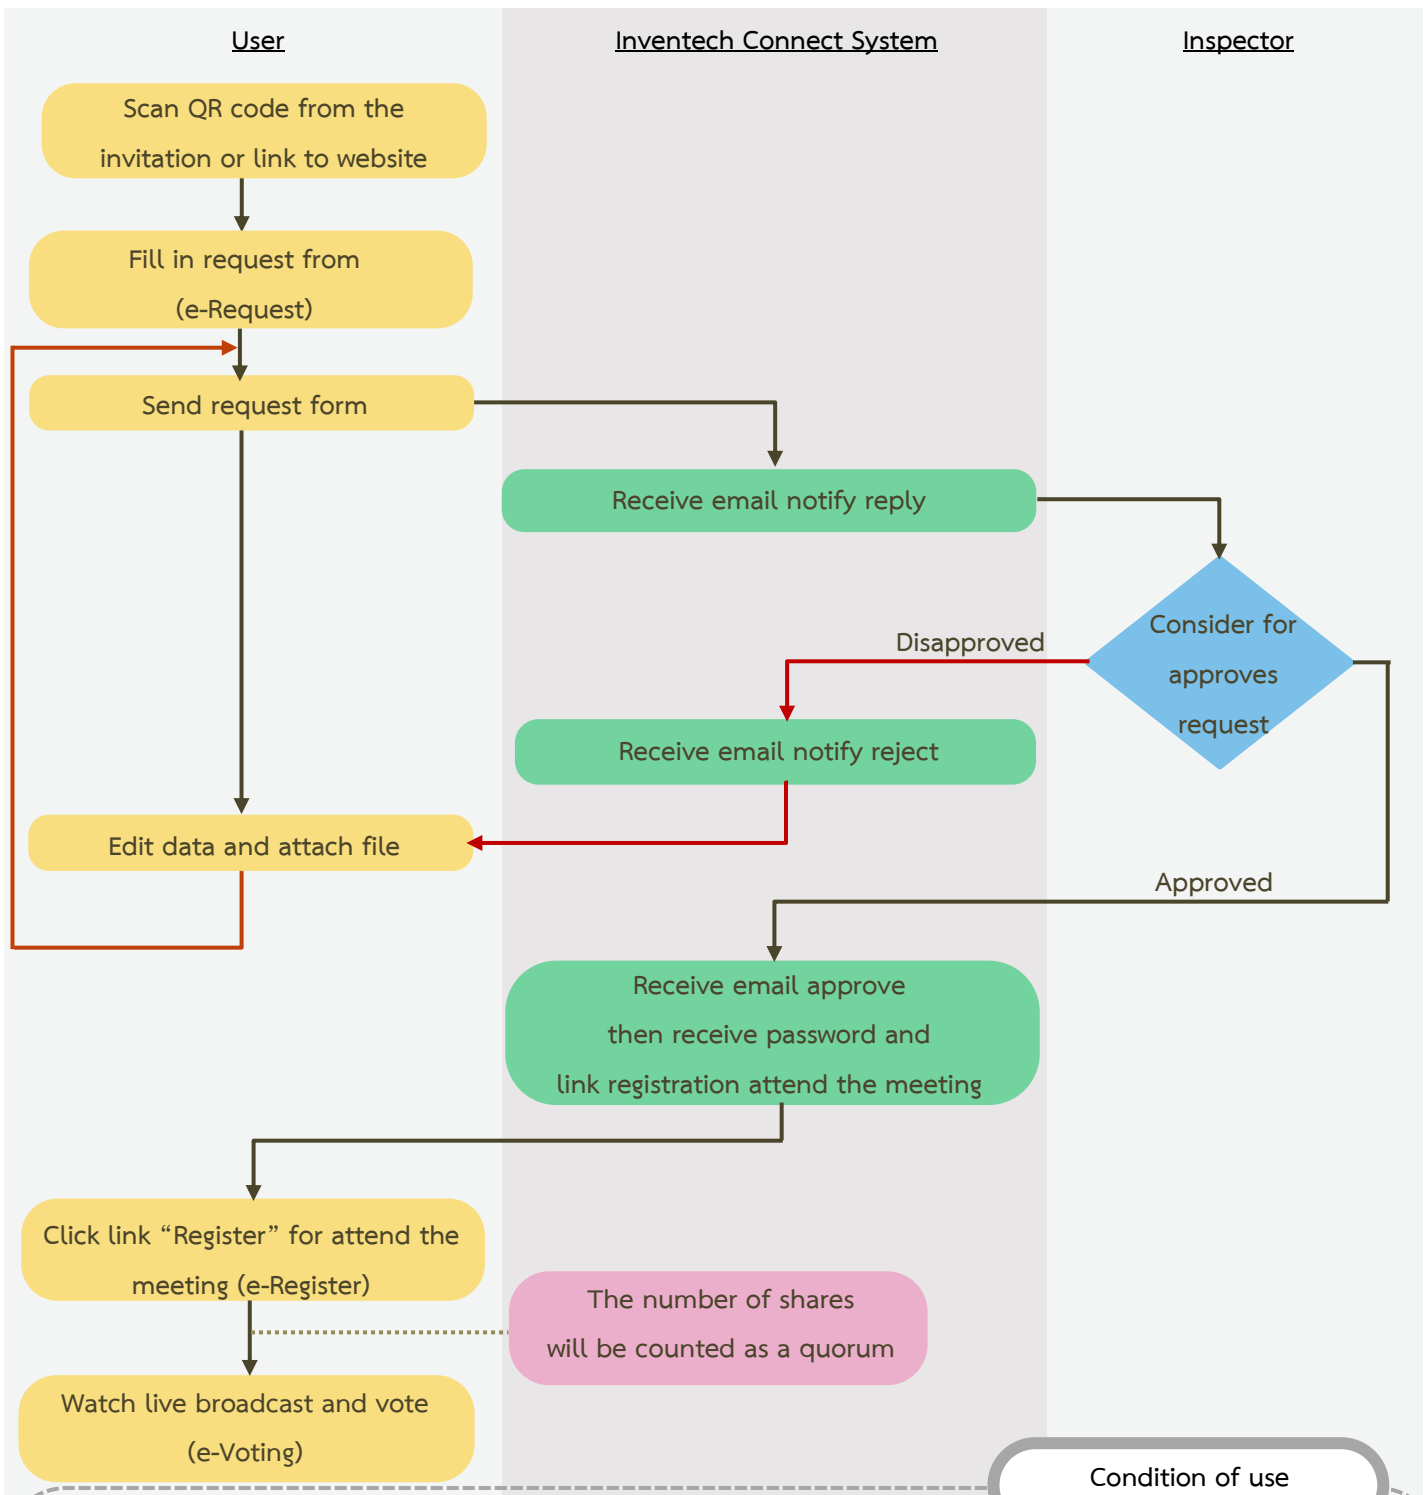 User
Inventech Connect System
Inspector
Scan QR code from the
invitation or link to website
Fill in request from
(e-Request)
Send request form
Receive email notify reply
Consider for
approves
request
Disapproved
Receive email notify reject
Edit data and attach file
Approved
Receive email approve
then receive password and
link registration attend the meeting
Click link “Register” for attend the
meeting (e-Register)
The number of shares
will be counted as a quorum
Watch live broadcast and vote
(e-Voting)
Condition of use